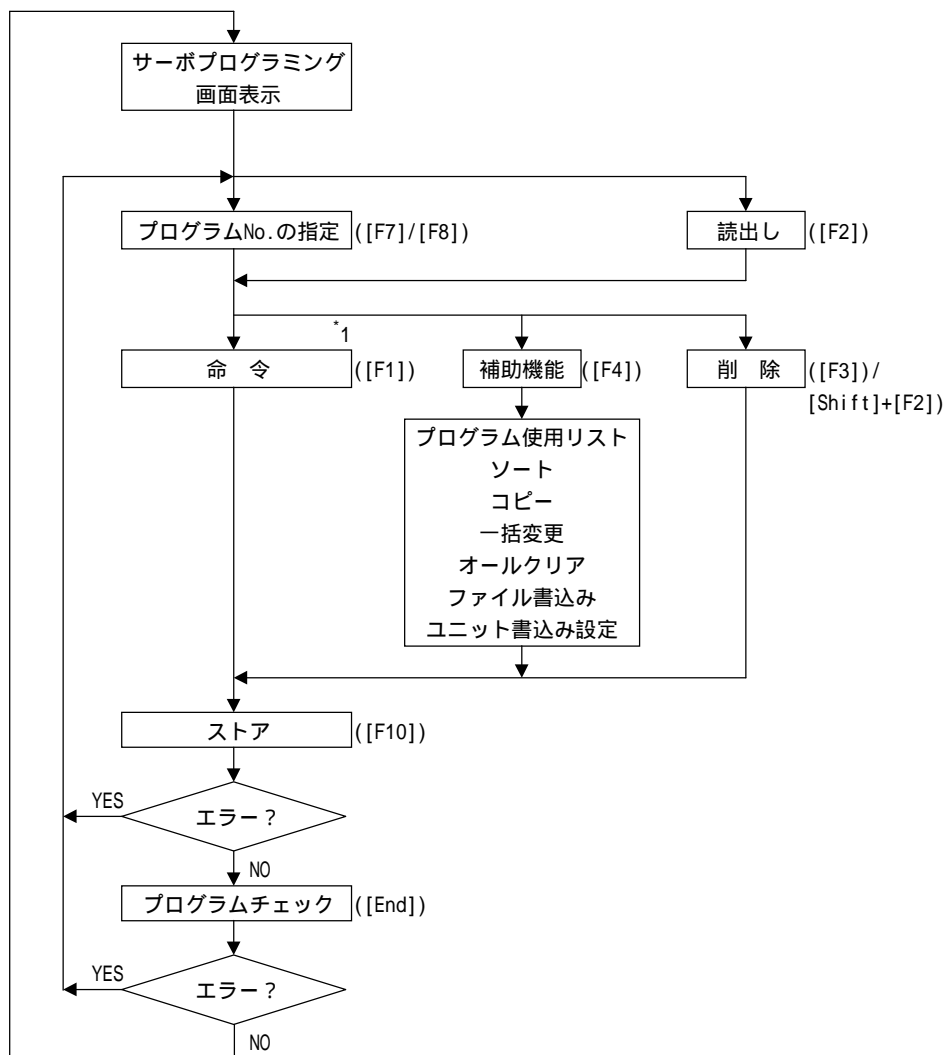 サーボプログラミング
画面表示
プログラムNo.の指定 ([F7]/[F8])
読出し ([F2])
*1
命　令 ([F1])
補助機能 ([F4])
削　除 ([F3])/
[Shift]+[F2])
プログラム使用リスト
ソート
コピー
一括変更
オールクリア
ファイル書込み
ユニット書込み設定
ストア ([F10])
YES
エラー？
NO
プログラムチェック ([End])
YES
エラー？
NO